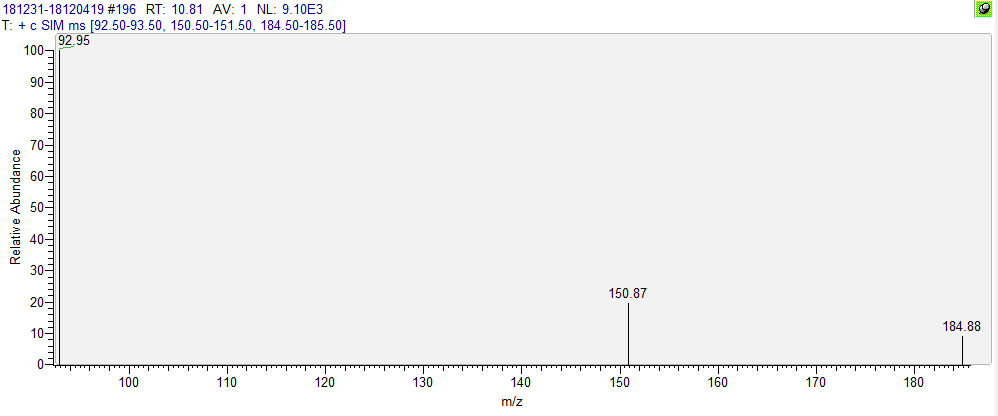 181231-18120419 #196 RT: 10.81 AV: 1 NL: 9.10E3
T: + c SIM ms [92.50-93.50, 150.50-151.50, 184.50-185.50]
92.95
100
90
80
70
60
50
40
30
20
10
0
Relative Abundance
150.87
184.88
100 110 120 130 140 150 160 170 180
m/z